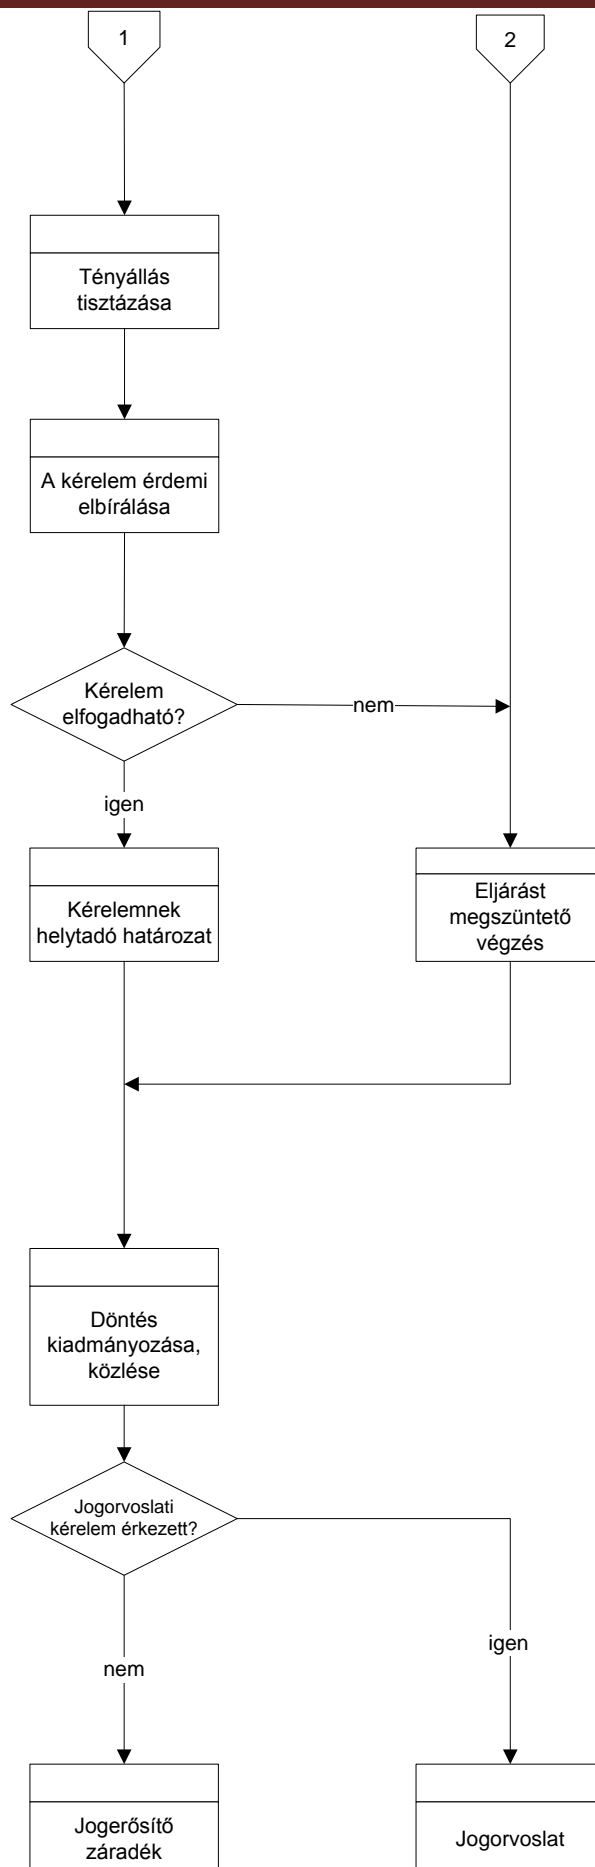 1
2
Tényállás
tisztázása
A kérelem érdemi
elbírálása
Kérelem
elfogadható?
nem
igen
Kérelemnek
helytadó határozat
Eljárást
megszüntető
végzés
Döntés
kiadmányozása,
közlése
Jogorvoslati
kérelem érkezett?
igen
nem
Jogerősítő
záradék
Jogorvoslat